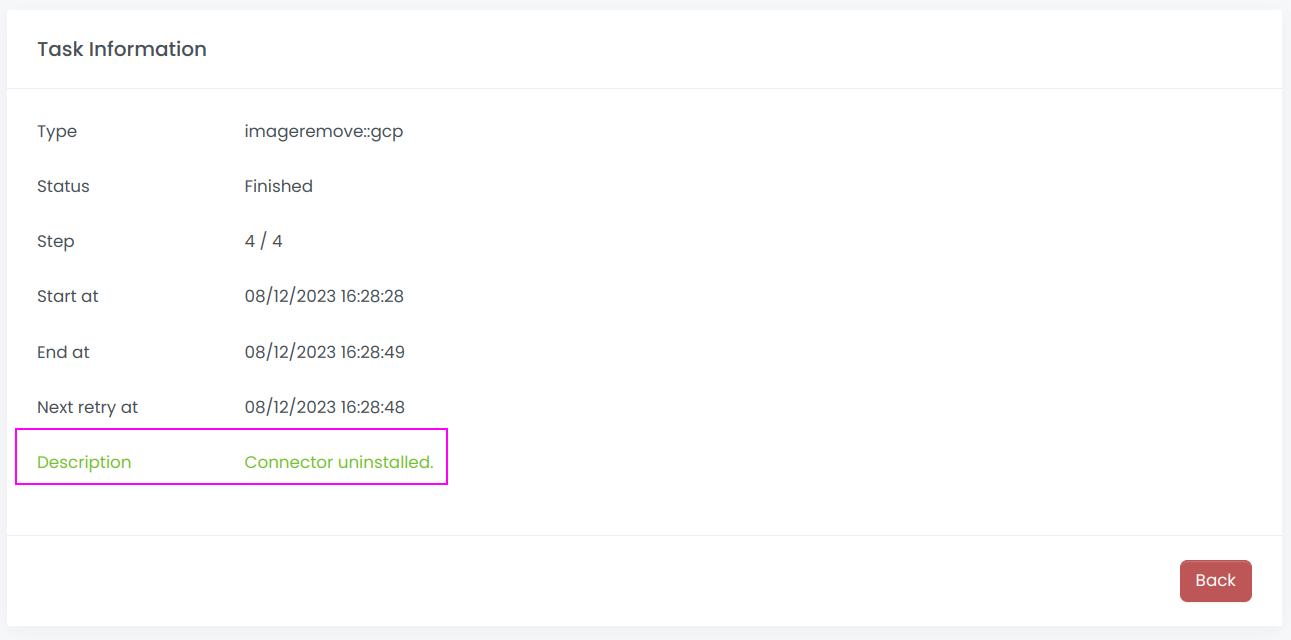 Task Information
Type imageremove::gcp
Status Finished
Step 4 / 4
Start at 08/12/2023 16:28:28
End at 08/12/2023 16:28:49
Next retry at 08/12/2023 16:28:48
Description Connector uninstalled.
Back